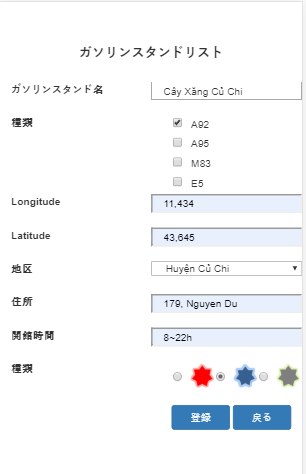 ガソリンスタンドリスト
ガソリンスタンド名 Cây Xăng Củ Chi
種類 A92
A95
M83
E5
Longitude 11,434
Latitude 43,645
地区 Huyện Củ Chi
住所 179, Nguyen Du
開館時間 8~22h
種類
登録 戻る